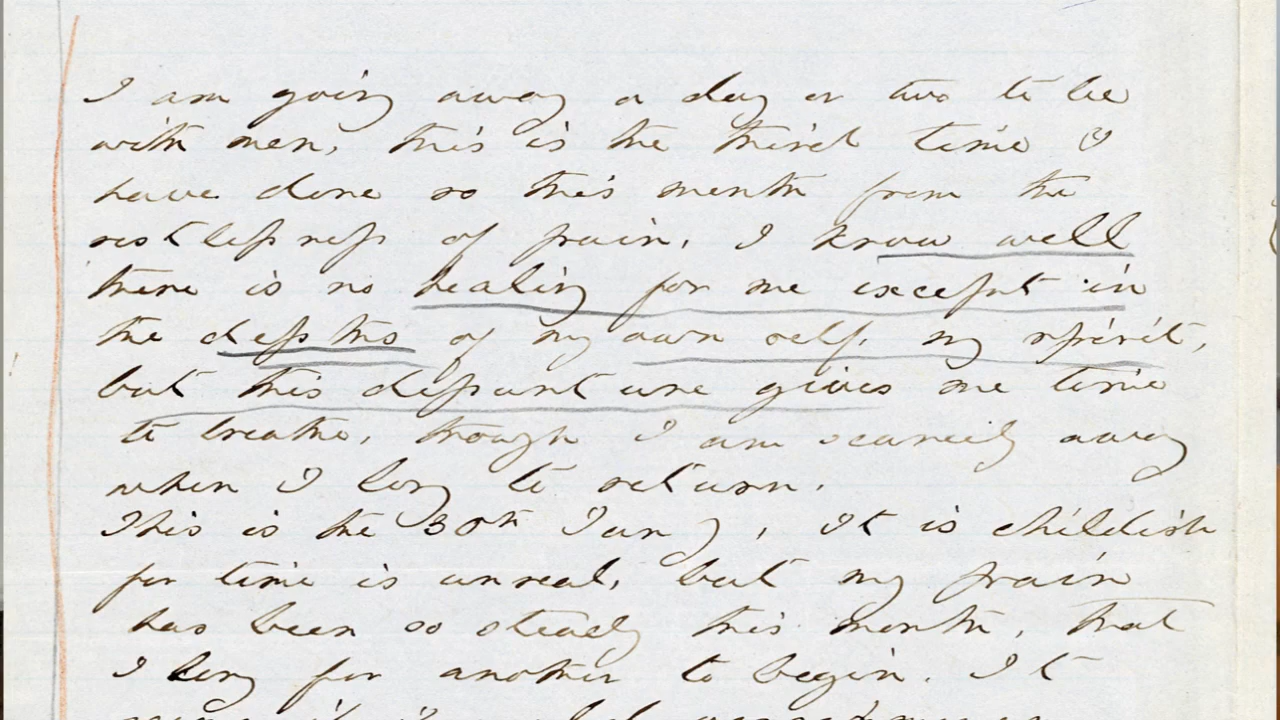 I am going away a day or two to be
with men, this is the third time I
have done so this month from the
restlessness of pain, I know well
there is no healing for me except in
the depths of my own self, my spirit,
but this departure gives me time
to breathe, though I am scarcely away
when I long to return.
This is the 30th Jany, It is childish
for time is unreal, but my pain
has been so steady this month, that
I long for another to begin. It